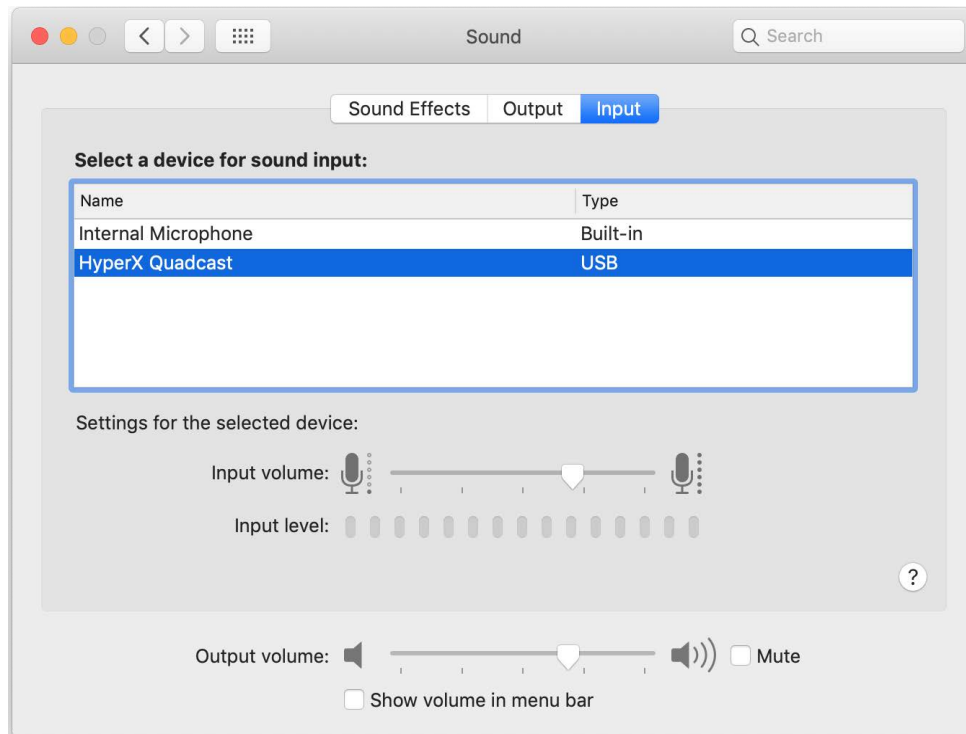 Sound
Search
Sound Effects Output Input
Select a device for sound input:
Name Type
Internal Microphone Built-in
HyperX Quadcast USB
Settings for the selected device:
Input volume:
Input level:
?
Output volume: Mute
Show volume in menu bar